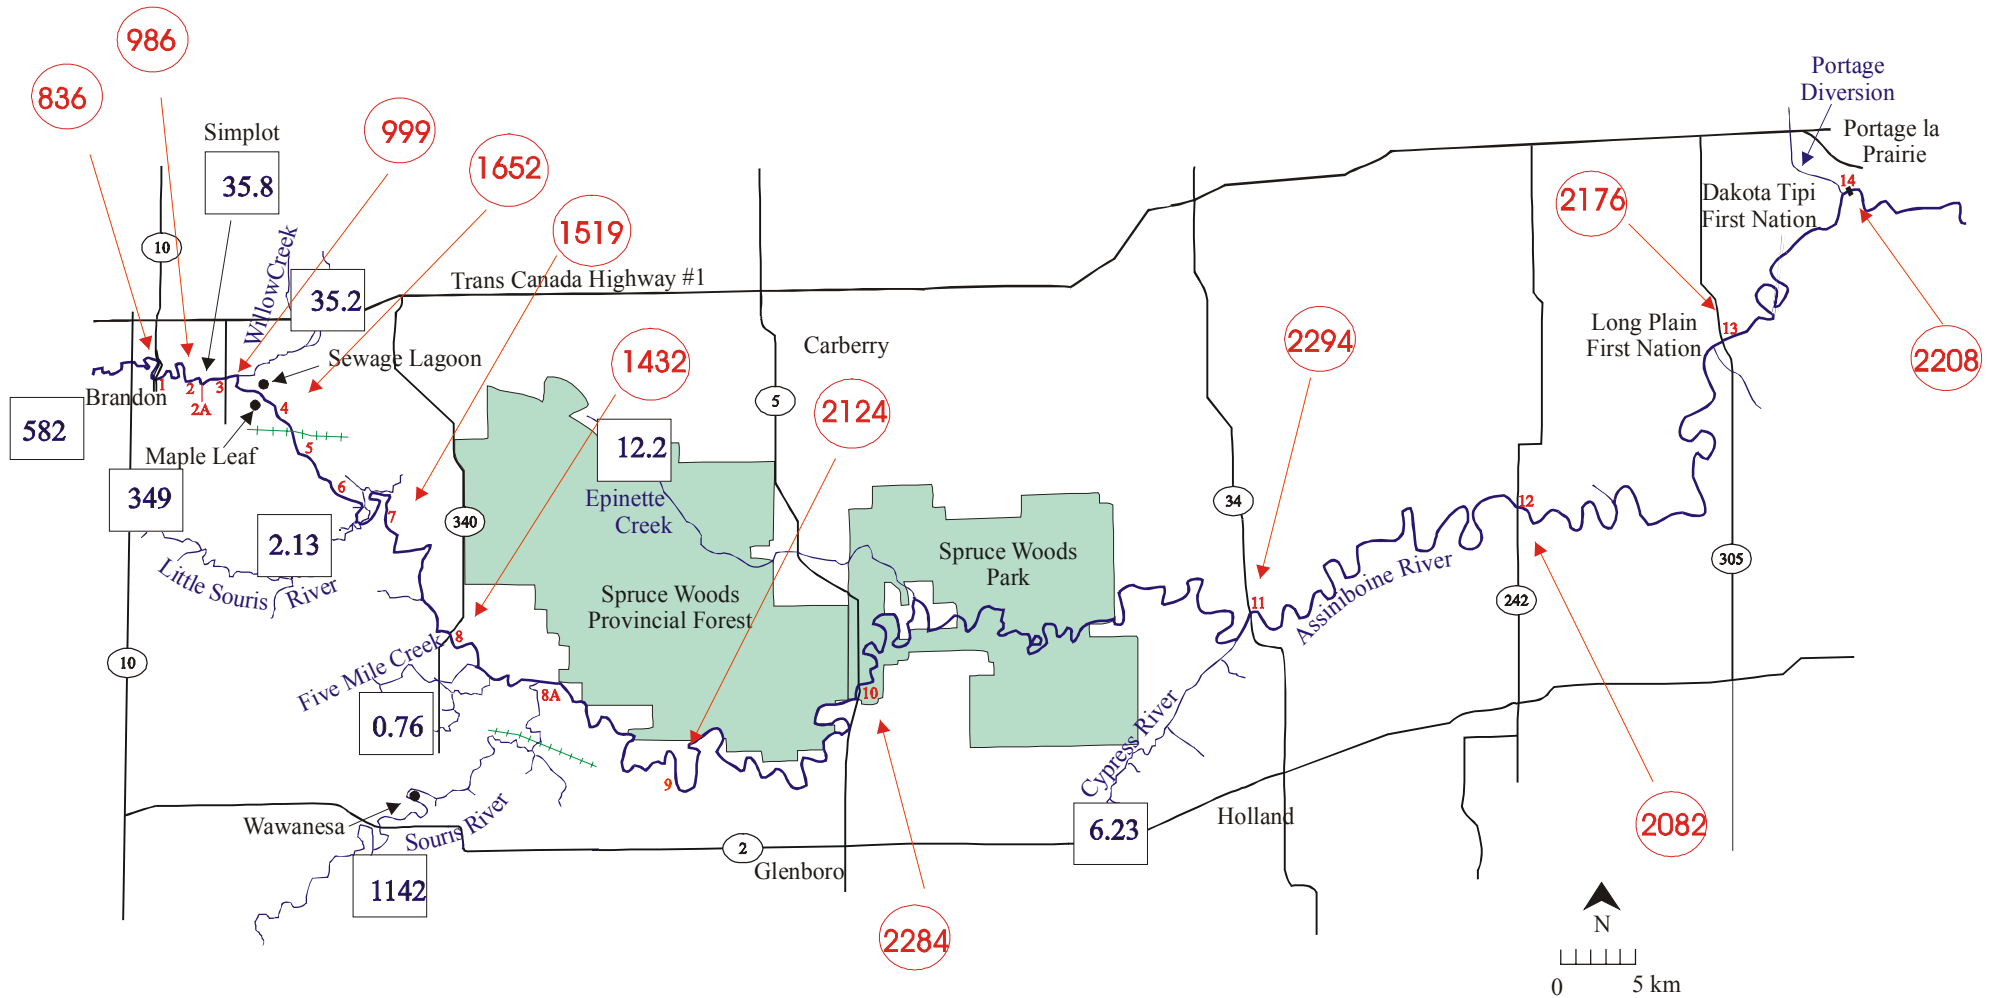 986
836
Simplot
35.8
999
1652
1519
10
WillowCreek
35.2
Trans Canada Highway #1
Portage
Diversion
Portage la
Prairie
14
2176
Dakota Tipi
First Nation
2208
Long Plain
First Nation
13
2294
Carberry
1432
2124
5
Sewage Lagoon
Brandon
1
2
2A
3
4
5
6
7
582
Maple Leaf
349
2.13
340
12.2
Epinette
Creek
Little Souris River
Spruce Woods
Provincial Forest
Spruce Woods
Park
34
12
Assiniboine River
242
305
11
10
8
Five Mile Creek
8A
10
0.76
9
Cypress River
Wawanesa
Souris River
2
Glenboro
6.23
Holland
2082
1142
2284
N
0 5 km